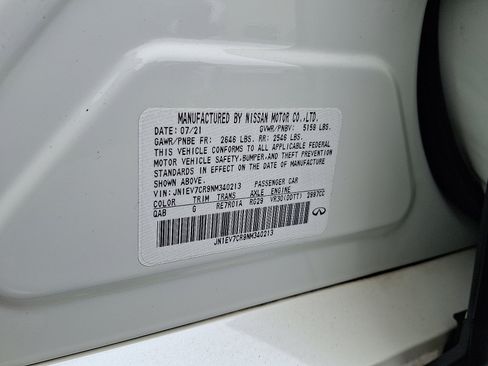 MANUFACTURED BY NISSAN MOTOR CO.,LTD.
DATE: 07/21 GVWR/PNBV: 5159 LBS.
GAWR/PNBE FR: 2646 LBS. RR: 2546 LBS.
THIS VEHICLE CONFORMS TO ALL APPLICABLE FEDERAL
MOTOR VEHICLE SAFETY, BUMPER, AND THEFT PREVENTION
STANDARDS IN EFFECT ON THE DATE OF MANUFACTURE
SHOWN ABOVE.
VIN: JN1EV7CR9NM340213 PASSENGER CAR
COLOR TRIM TRANS AXLE ENGINE
QAB G RE7R01A RG29 VR30(DDTT) 2997CC
JN1EV7CR9NM340213